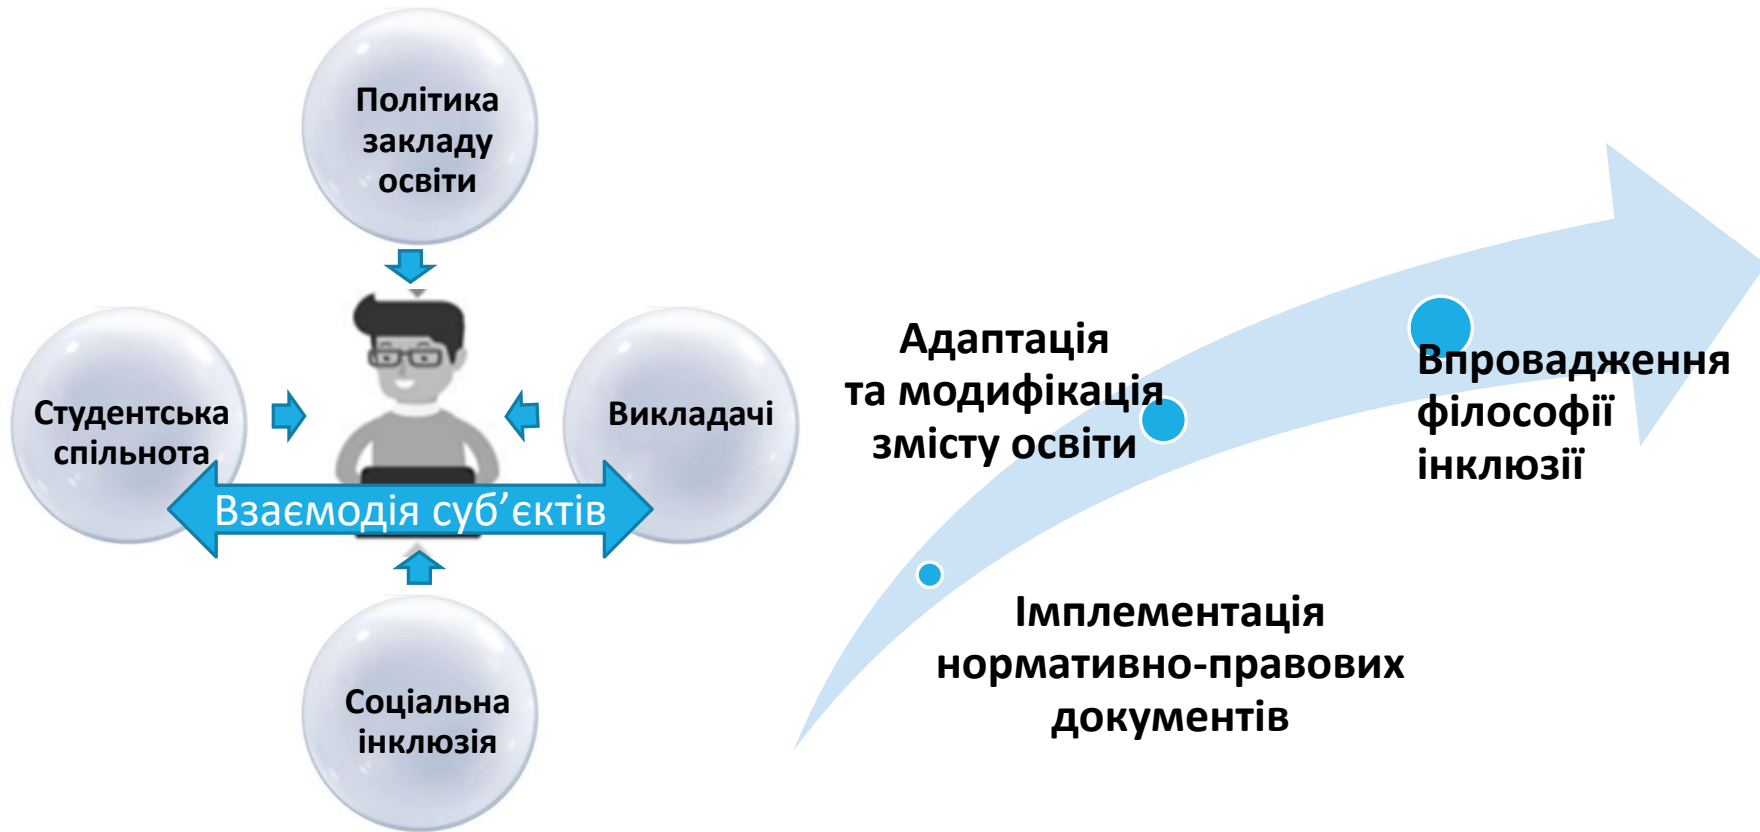 Політика
закладу
освіти
Студентська
спільнота
Викладачі
Взаємодія суб’єктів
Соціальна
інклюзія
Адаптація
та модифікація
змісту освіти
Впровадження
філософії
інклюзії
Імплементація
нормативно-правових
документів